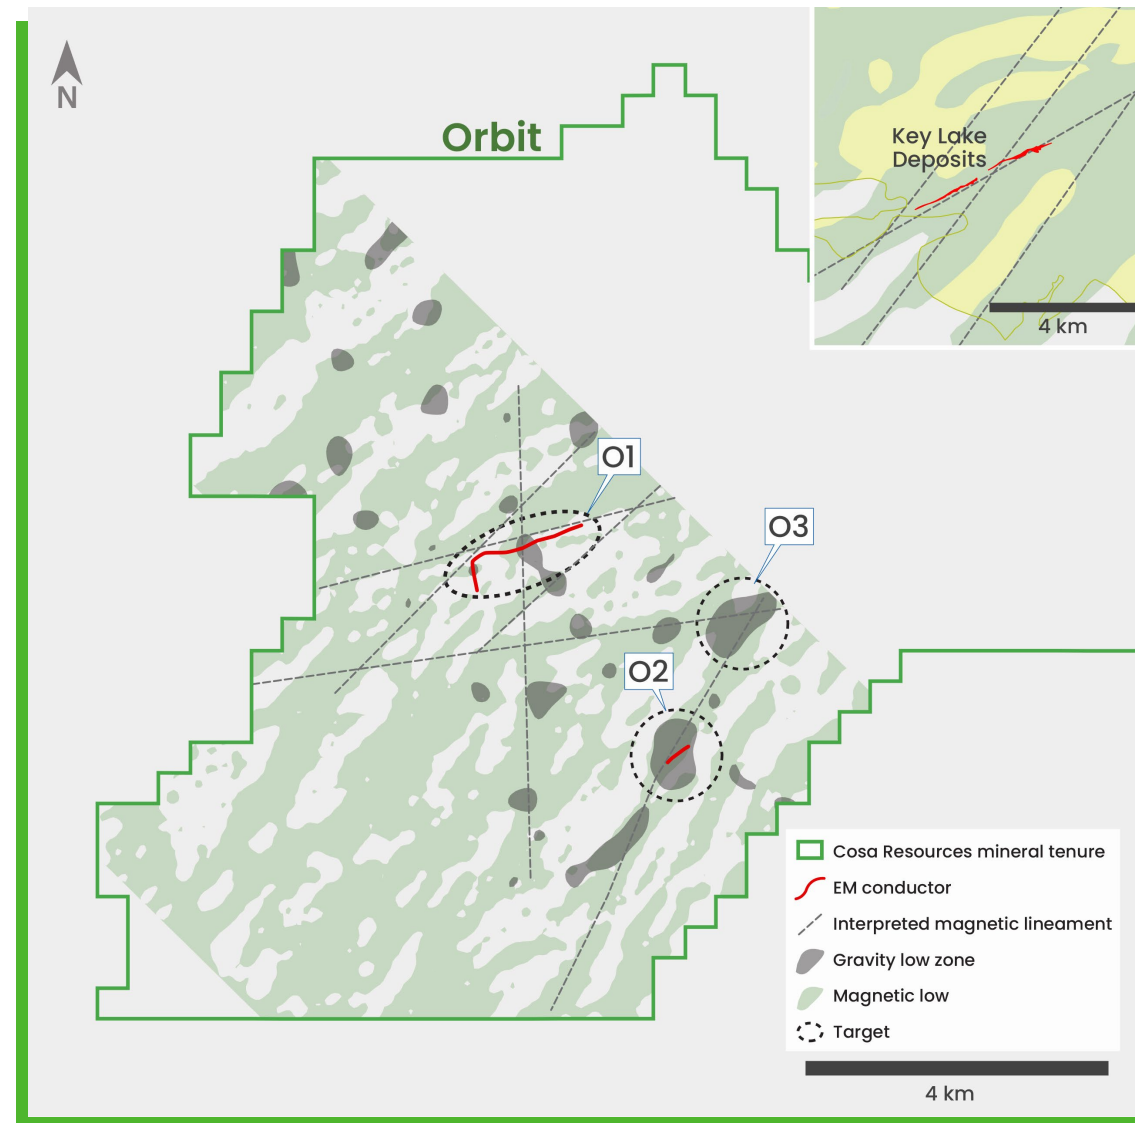 N
Orbit
Key Lake
Deposits
4 km
O1
O3
O2
Cosa Resources mineral tenure
EM conductor
Interpreted magnetic lineament
Gravity low zone
Magnetic low
Target
4 km